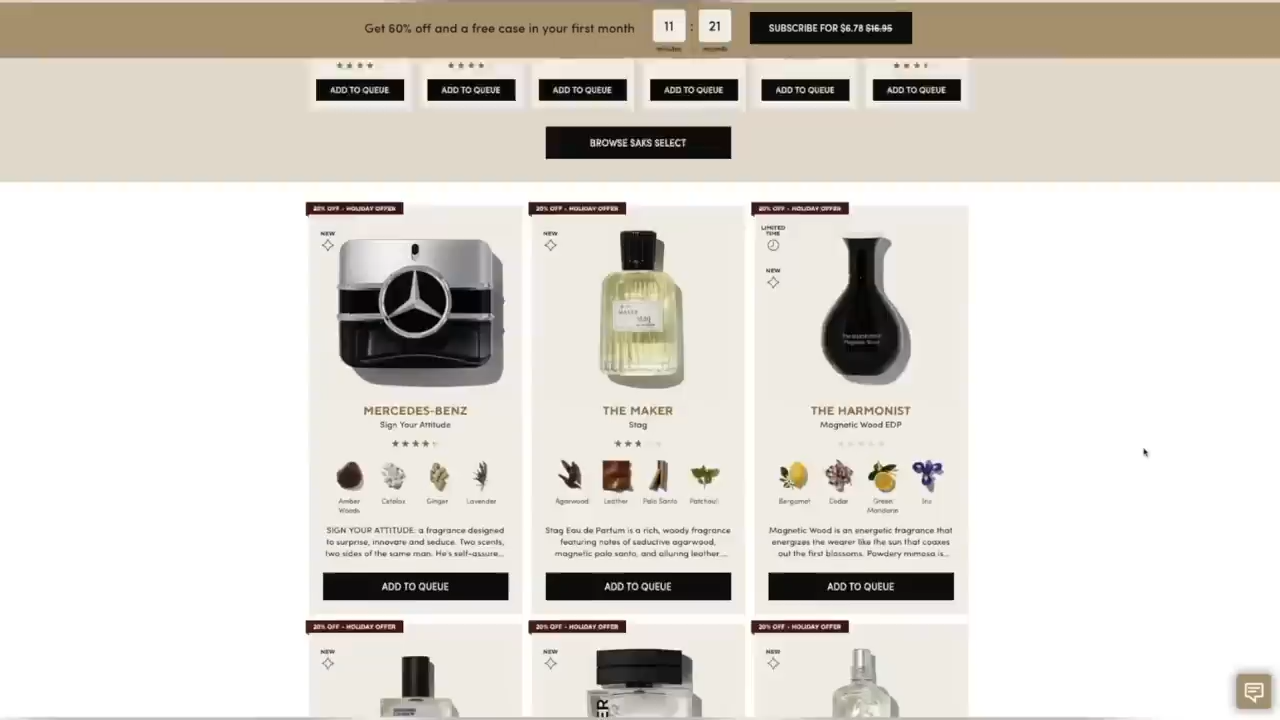 Get 60% off and a free case in your first month
11 : 21
minutes
SUBSCRIBE FOR $6.78 $16.95
ADD TO QUEUE
ADD TO QUEUE
ADD TO QUEUE
ADD TO QUEUE
ADD TO QUEUE
ADD TO QUEUE
BROWSE SAKS SELECT
20% OFF - HOLIDAY OFFER
20% OFF - HOLIDAY OFFER
20% OFF - HOLIDAY OFFER
NEW
NEW
LIMITED
TIME
NEW
MAKER
Stag
The Harmonist
Magnetic Wood
MERCEDES-BENZ
Sign Your Attitude
Amber
Woods
Cetalox
Ginger
Lavender
SIGN YOUR ATTITUDE: a fragrance designed
to surprise, innovate and seduce. Two scents,
two sides of the same man. He's self-assure...
ADD TO QUEUE
THE MAKER
Stag
Agarwood
Leather
Palo Santo
Patchouli
Stag Eau de Parfum is a rich, woody fragrance
featuring notes of seductive agarwood,
magnetic palo santo, and alluring leather....
ADD TO QUEUE
THE HARMONIST
Magnetic Wood EDP
Bergamot
Cedar
Green
Mandarin
Iris
Magnetic Wood is an energetic fragrance that
energizes the wearer like the sun that coaxes
out the first blossoms. Powdery mimosa is...
ADD TO QUEUE
20% OFF - HOLIDAY OFFER
20% OFF - HOLIDAY OFFER
20% OFF - HOLIDAY OFFER
NEW
NEW
NEW